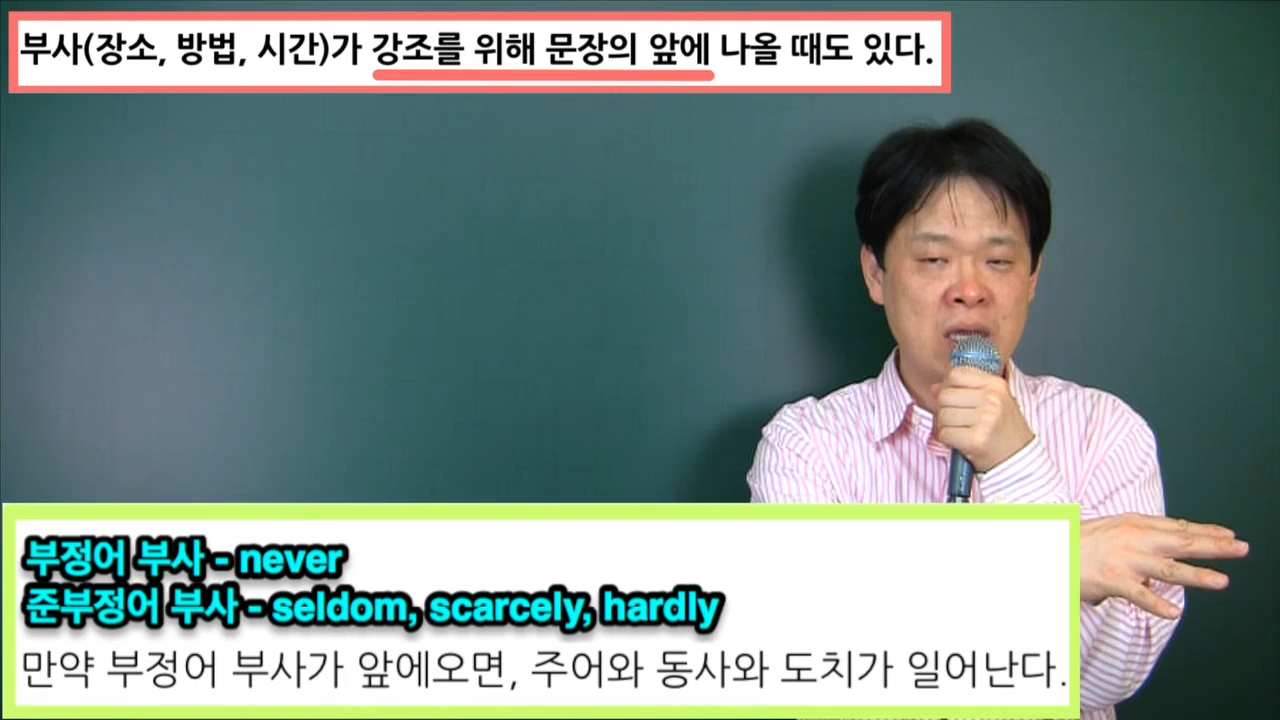 부사(장소, 방법, 시간)가 강조를 위해 문장의 앞에 나올 때도 있다.
부정어 부사 - never
준부정어 부사 - seldom, scarcely, hardly
만약 부정어 부사가 앞에오면, 주어와 동사와 도치가 일어난다.